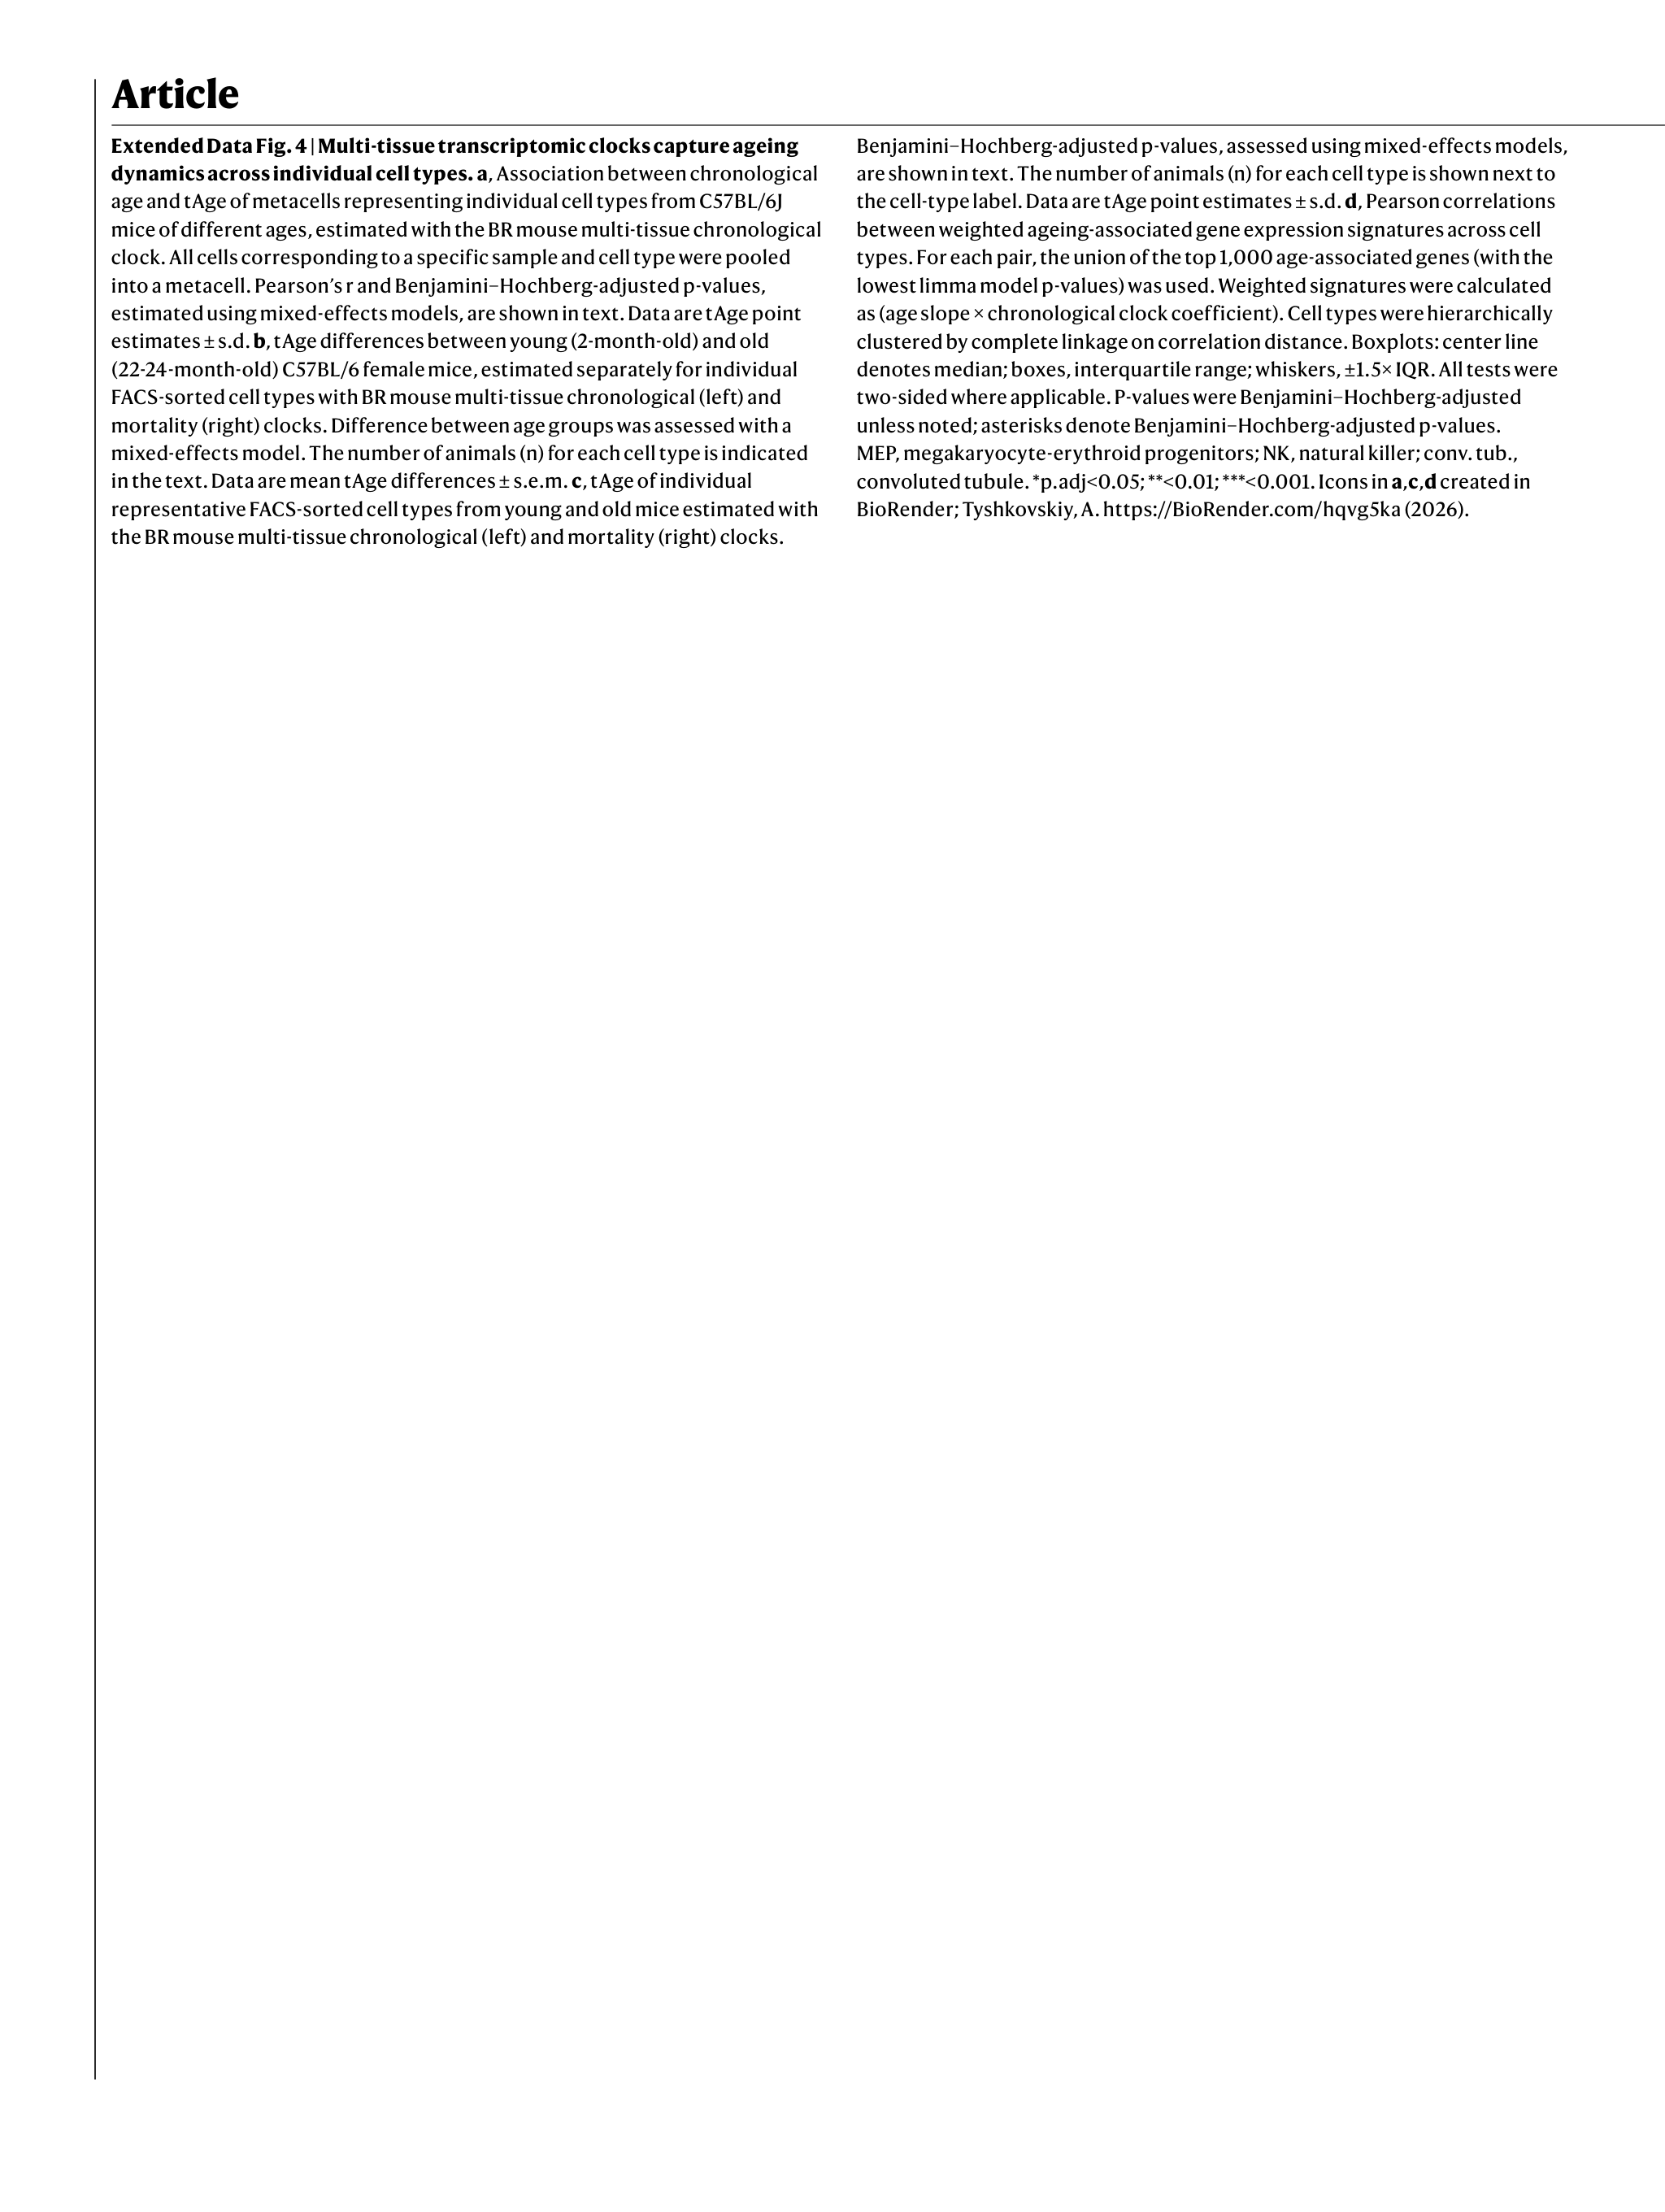 Article
Extended Data Fig. 4 | Multi-tissue transcriptomic clocks capture ageing
dynamics across individual cell types. a, Association between chronological
age and tAge of metacells representing individual cell types from C57BL/6J
mice of different ages, estimated with the BR mouse multi-tissue chronological
clock. All cells corresponding to a specific sample and cell type were pooled
into a metacell. Pearson's r and Benjamini–Hochberg-adjusted p-values,
estimated using mixed-effects models, are shown in text. Data are tAge point
estimates ± s.d. b, tAge differences between young (2-month-old) and old
(22-24-month-old) C57BL/6 female mice, estimated separately for individual
FACS-sorted cell types with BR mouse multi-tissue chronological (left) and
mortality (right) clocks. Difference between age groups was assessed with a
mixed-effects model. The number of animals (n) for each cell type is indicated
in the text. Data are mean tAge differences ± s.e.m. c, tAge of individual
representative FACS-sorted cell types from young and old mice estimated with
the BR mouse multi-tissue chronological (left) and mortality (right) clocks.
Benjamini–Hochberg-adjusted p-values, assessed using mixed-effects models,
are shown in text. The number of animals (n) for each cell type is shown next to
the cell-type label. Data are tAge point estimates ± s.d. d, Pearson correlations
between weighted ageing-associated gene expression signatures across cell
types. For each pair, the union of the top 1,000 age-associated genes (with the
lowest limma model p-values) was used. Weighted signatures were calculated
as (age slope × chronological clock coefficient). Cell types were hierarchically
clustered by complete linkage on correlation distance. Boxplots: center line
denotes median; boxes, interquartile range; whiskers, ±1.5× IQR. All tests were
two-sided where applicable. P-values were Benjamini–Hochberg-adjusted
unless noted; asterisks denote Benjamini–Hochberg-adjusted p-values.
MEP, megakaryocyte-erythroid progenitors; NK, natural killer; conv. tub.,
convoluted tubule. *p.adj<0.05; **<0.01; ***<0.001. Icons in a,c,d created in
BioRender; Tyshkovskiy, A. https://BioRender.com/hqvg5ka (2026).